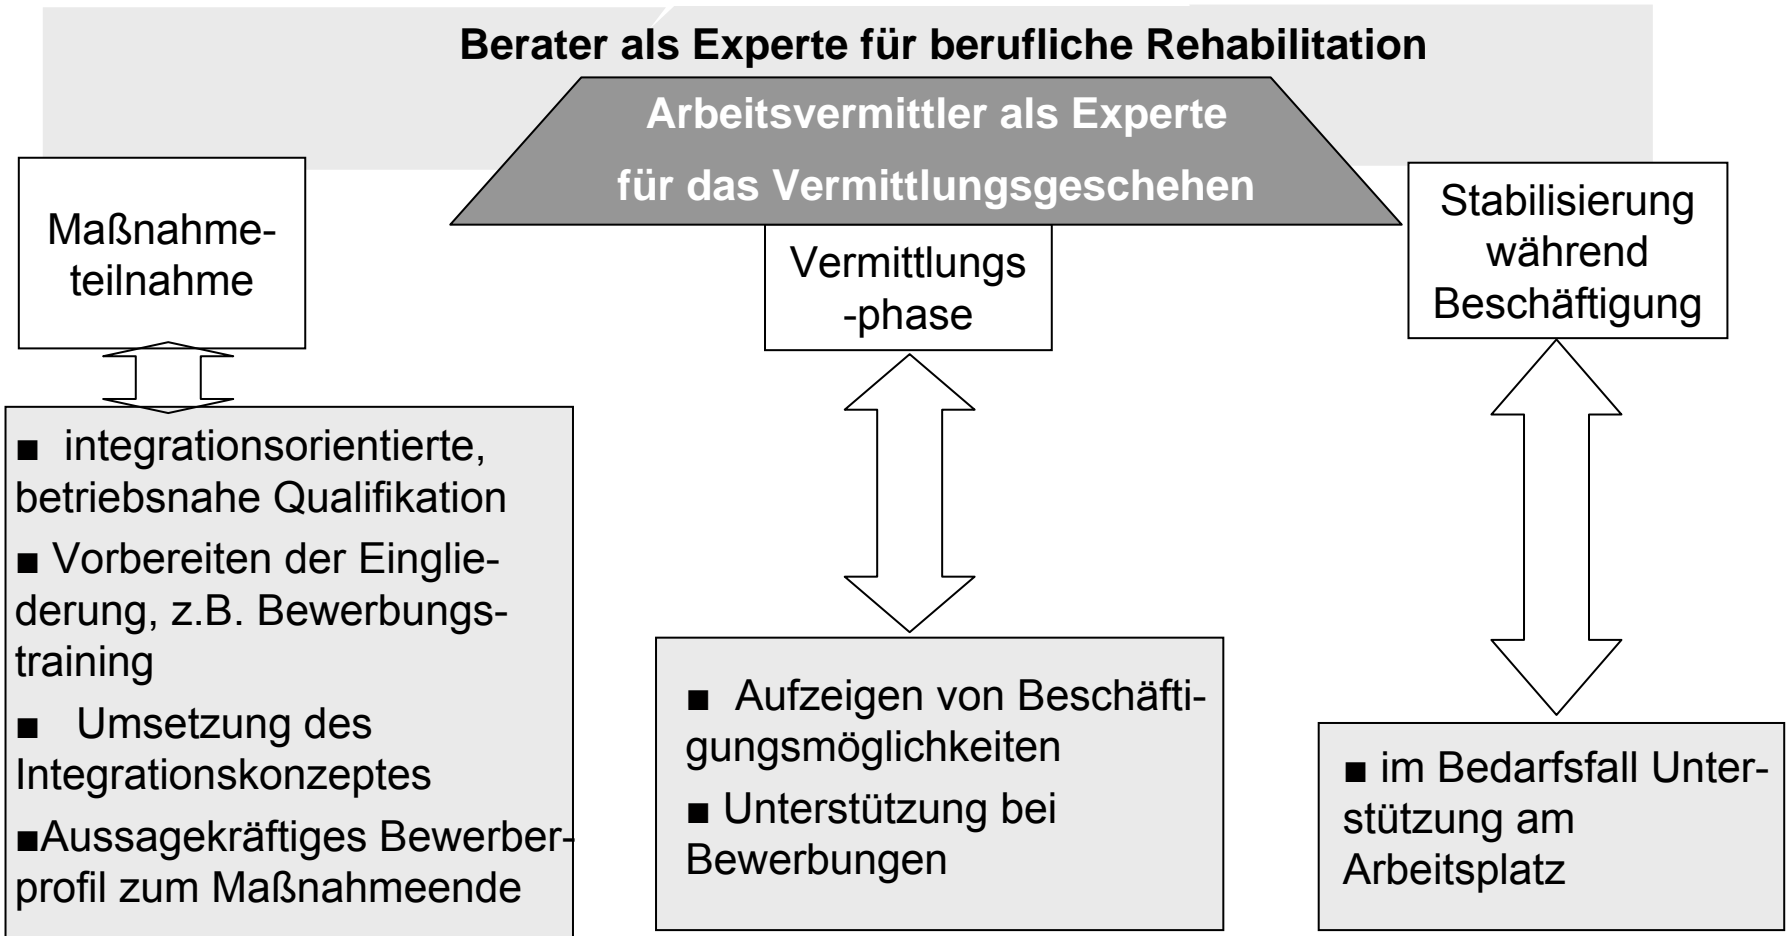 Berater als Experte für berufliche Rehabilitation
Arbeitsvermittler als Experte
für das Vermittlungsgeschehen
Maßnahme-
teilnahme
Vermittlungs
-phase
Stabilisierung
während
Beschäftigung
■ integrationsorientierte,
betriebsnahe Qualifikation
■ Vorbereiten der Einglie-
derung, z.B. Bewerbungs-
training
■ Umsetzung des
Integrationskonzeptes
■Aussagekräftiges Bewerber-
profil zum Maßnahmeende
■ Aufzeigen von Beschäfti-
gungsmöglichkeiten
■ Unterstützung bei
Bewerbungen
■ im Bedarfsfall Unter-
stützung am
Arbeitsplatz